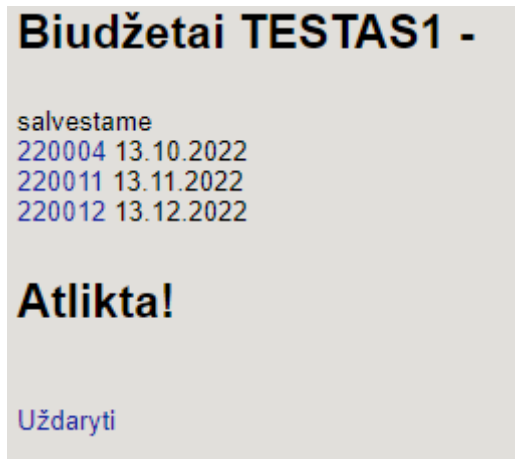 Biudžetai TESTAS1 -
salvestame
220004 13.10.2022
220011 13.11.2022
220012 13.12.2022
Atlikta!
Uždaryti